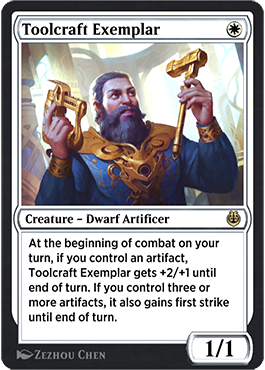 Toolcraft Exemplar
Creature – Dwarf Artificer
At the beginning of combat on your
turn, if you control an artifact,
Toolcraft Exemplar gets +2/+1 until
end of turn. If you control three or
more artifacts, it also gains first strike
until end of turn.
Zezhou Chen
1/1